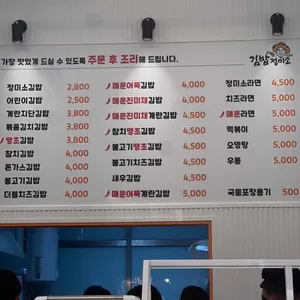 가장 맛있게 드실 수 있도록 주문 후 조리해 드립니다.
김밥정미소
정미소김밥 2,800
어린이김밥 2,500
계란지단김밥 3,800
볶음김치김밥 3,800
땡초김밥 3,800
참치김밥 4,000
돈가스김밥 4,000
불고기김밥 4,000
더블치즈김밥 4,000
매운어묵김밥 4,000
매운진미채김밥 4,000
매운진미채계란김밥 4,500
참치땡초김밥 4,500
불고기땡초김밥 4,500
불고기치즈김밥 4,500
새우김밥 4,500
매운어묵계란김밥 4,500
정미소라면 4,500
치즈라면 5,000
매운라면 5,000
떡볶이 5,000
오뎅탕 5,000
우동 5,000
국물포장용기 500